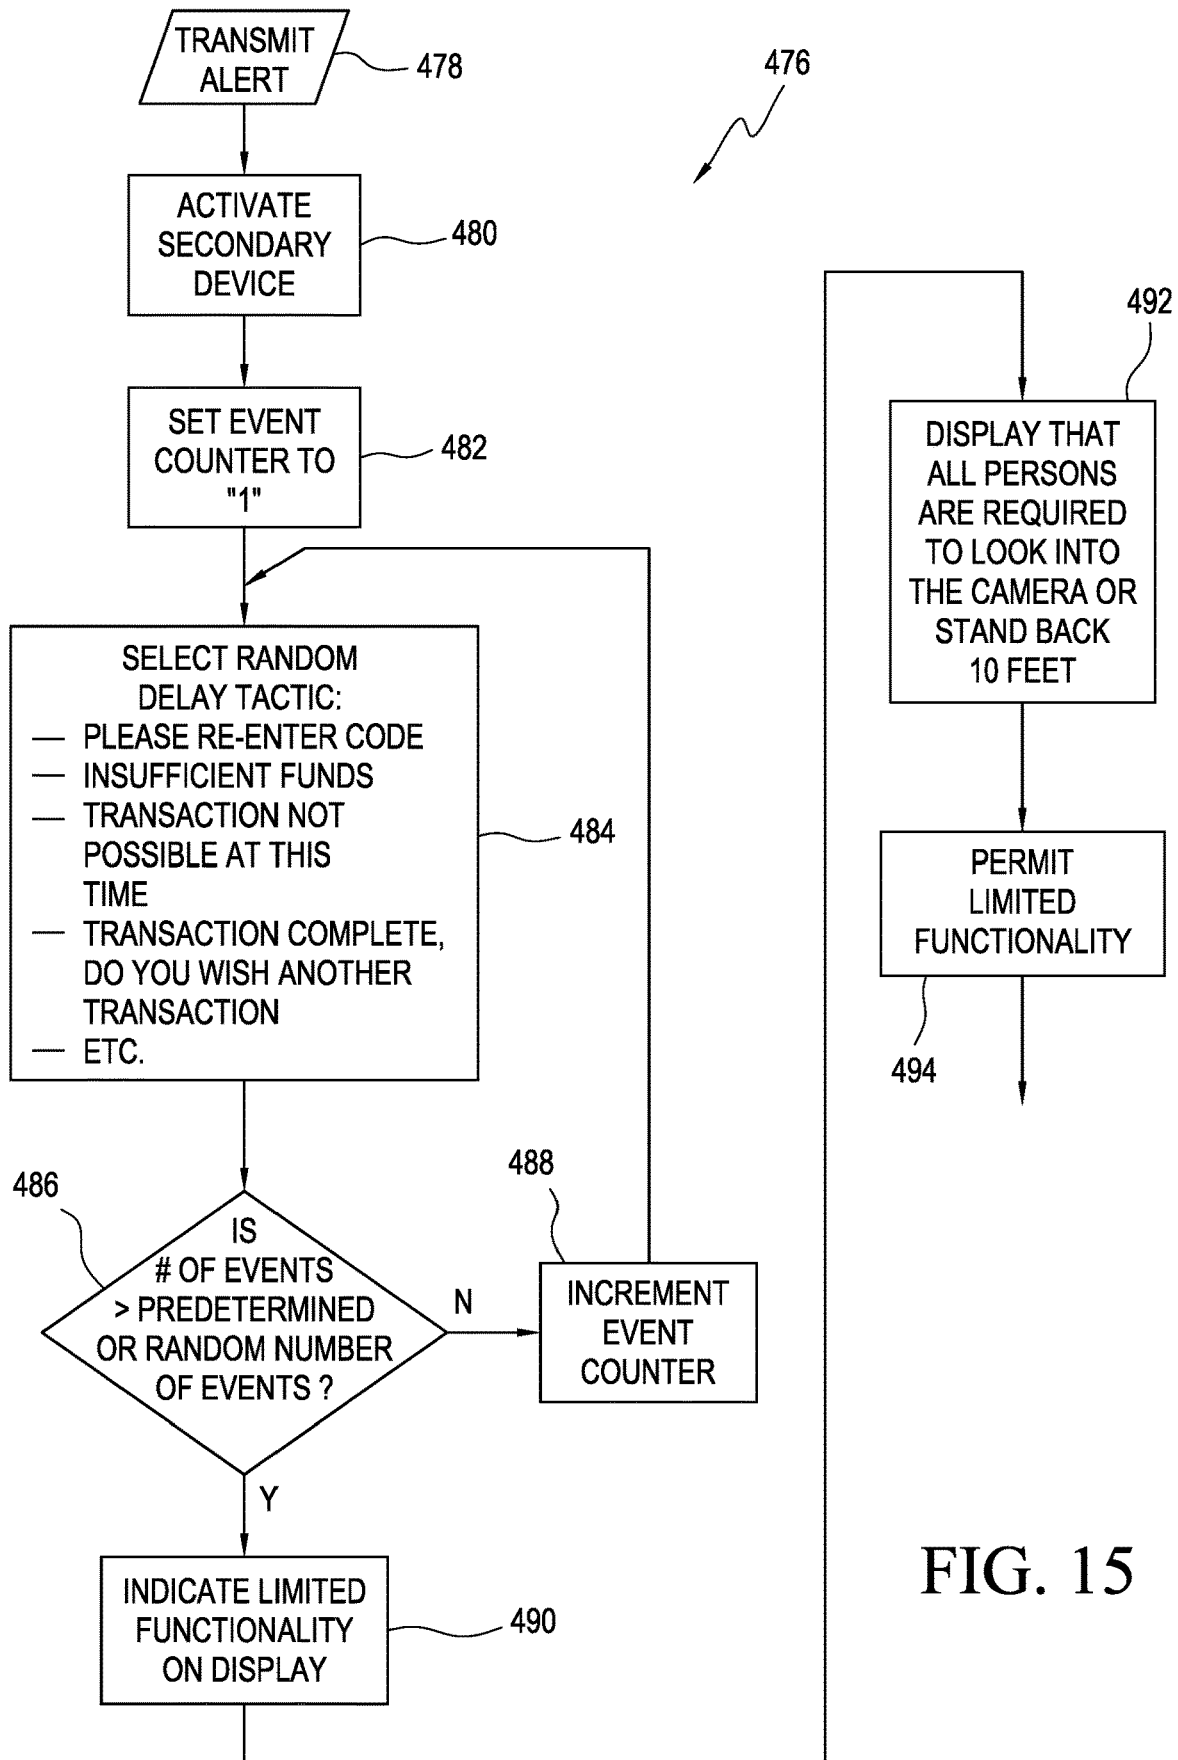 TRANSMIT
ALERT
478
476
ACTIVATE
SECONDARY
DEVICE
480
SET EVENT
COUNTER TO
"1"
482
SELECT RANDOM
DELAY TACTIC:
— PLEASE RE-ENTER CODE
— INSUFFICIENT FUNDS
— TRANSACTION NOT
POSSIBLE AT THIS
TIME
— TRANSACTION COMPLETE,
DO YOU WISH ANOTHER
TRANSACTION
— ETC.
484
486
IS
# OF EVENTS
> PREDETERMINED
OR RANDOM NUMBER
OF EVENTS ?
N
488
INCREMENT
EVENT
COUNTER
Y
INDICATE LIMITED
FUNCTIONALITY
ON DISPLAY
490
492
DISPLAY THAT
ALL PERSONS
ARE REQUIRED
TO LOOK INTO
THE CAMERA OR
STAND BACK
10 FEET
PERMIT
LIMITED
FUNCTIONALITY
494
FIG. 15